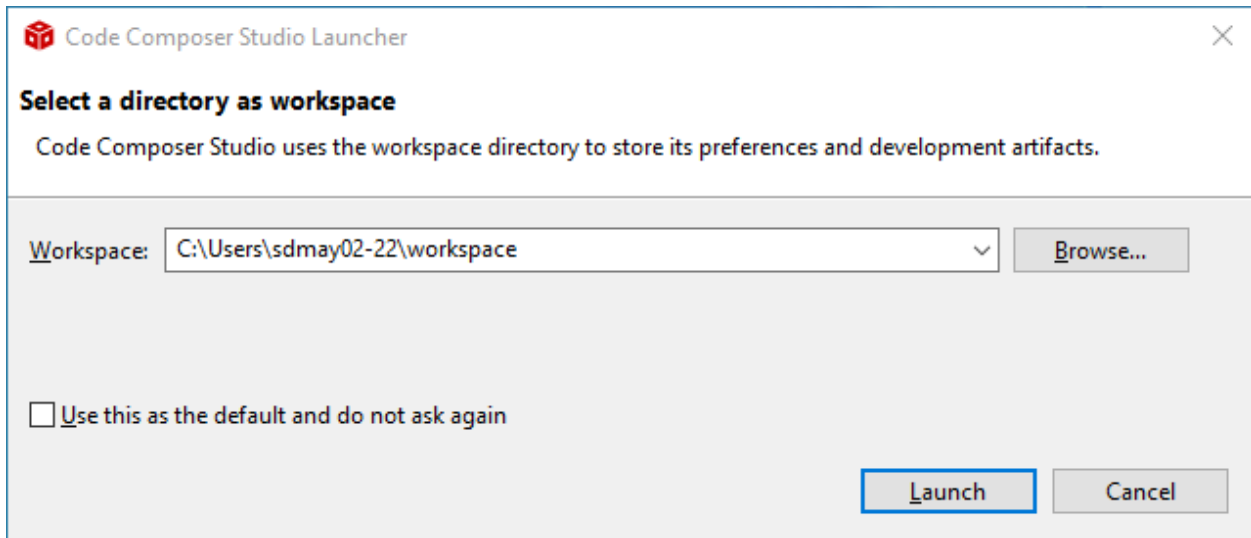 Code Composer Studio Launcher
Select a directory as workspace
Code Composer Studio uses the workspace directory to store its preferences and development artifacts.
Workspace: C:\Users\sdmay02-22\workspace Browse...
Use this as the default and do not ask again
Launch Cancel